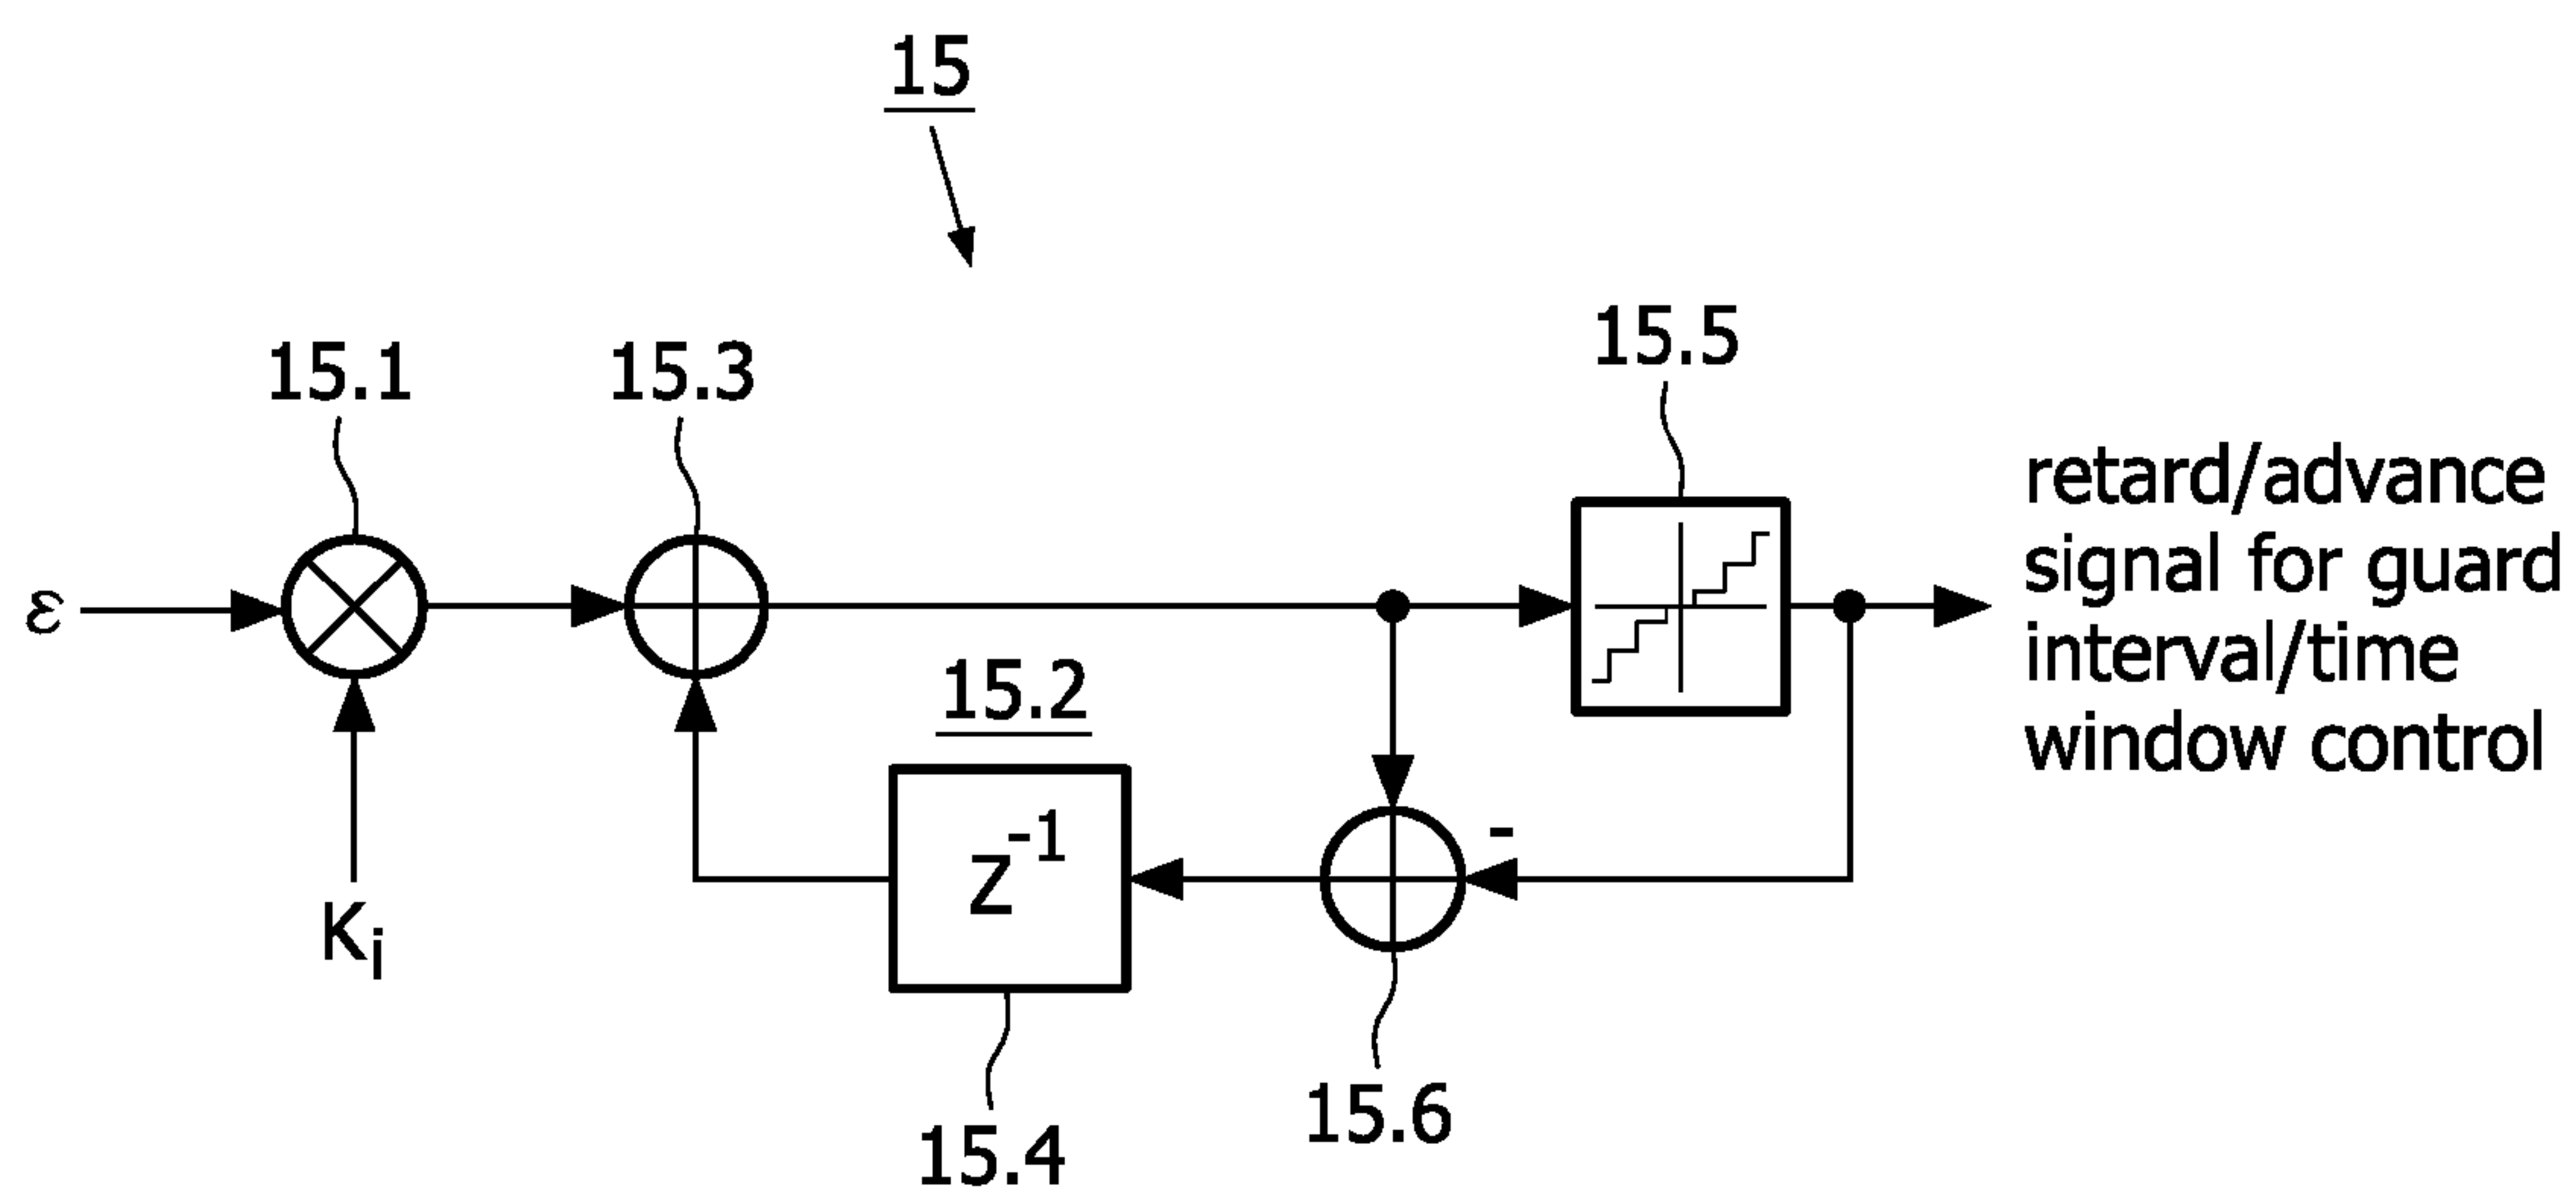 15
15.1
15.3
15.5
ε
retard/advance
signal for guard
interval/time
window control
15.2
Z-1
-
Ki
15.4
15.6